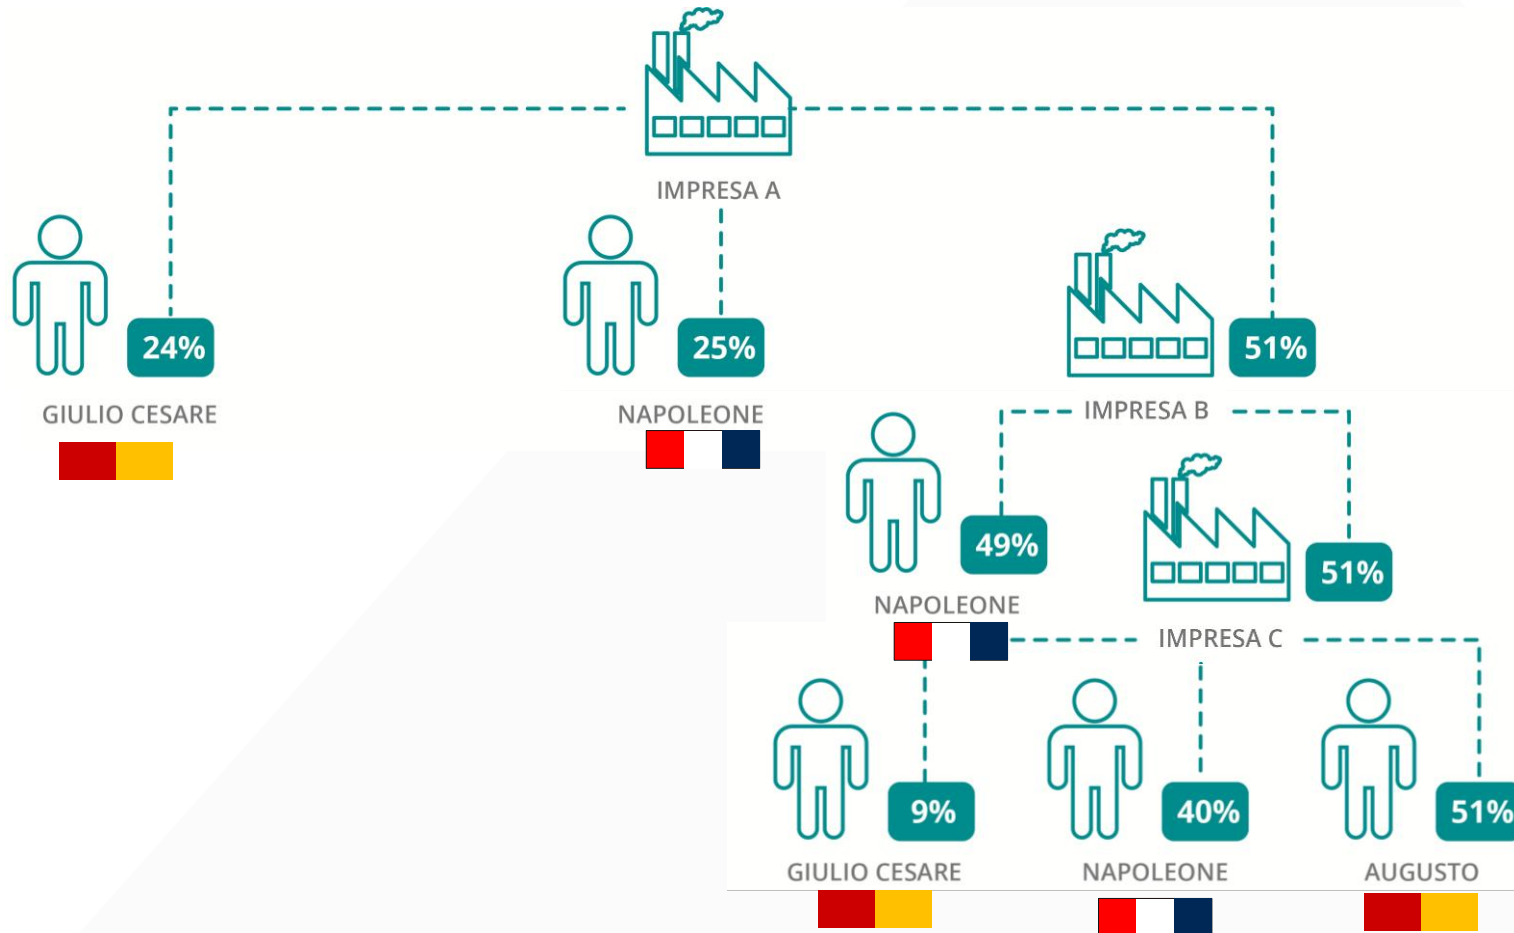 IMPRESA A
24%
25%
51%
GIULIO CESARE
NAPOLEONE
IMPRESA B
49%
51%
NAPOLEONE
IMPRESA C
9%
40%
51%
GIULIO CESARE
NAPOLEONE
AUGUSTO